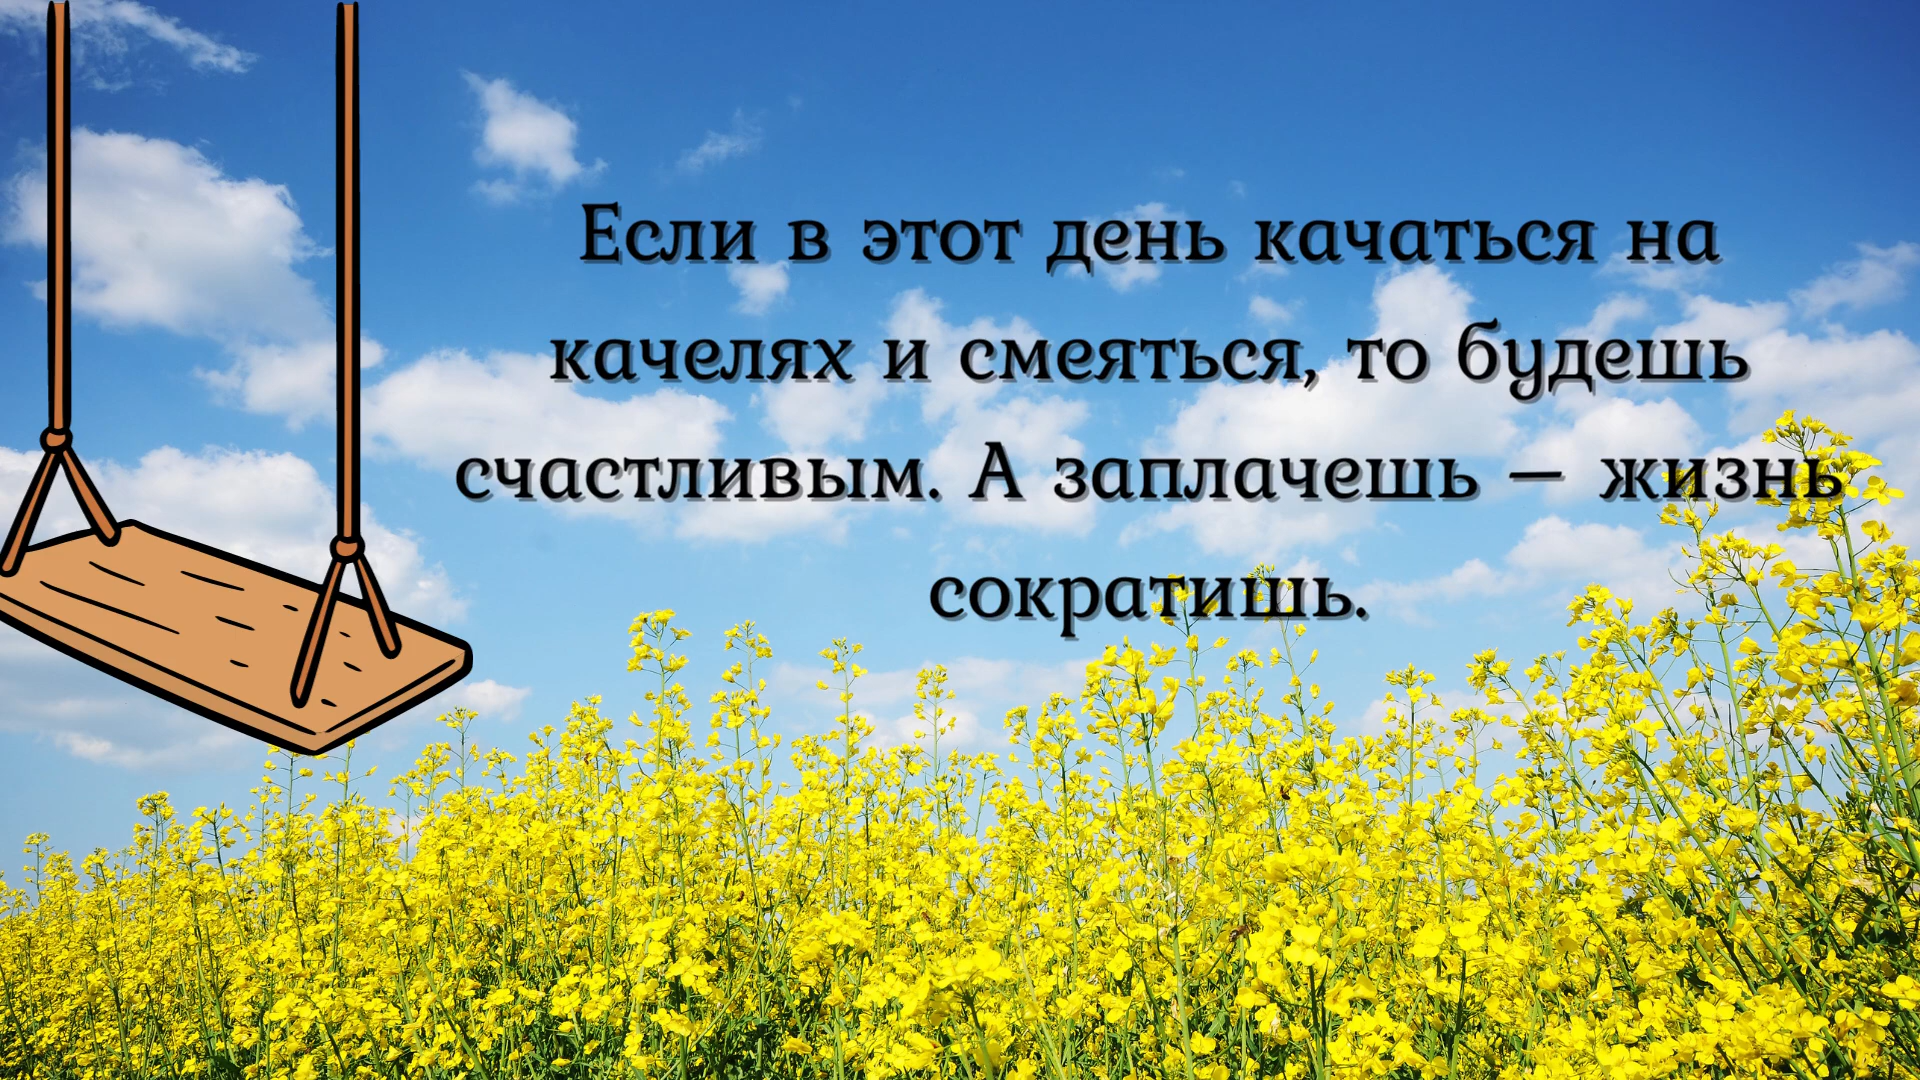 Если в этот день качаться на
качелях и смеяться, то будешь
счастливым. А заплачешь – жизнь
сократишь.